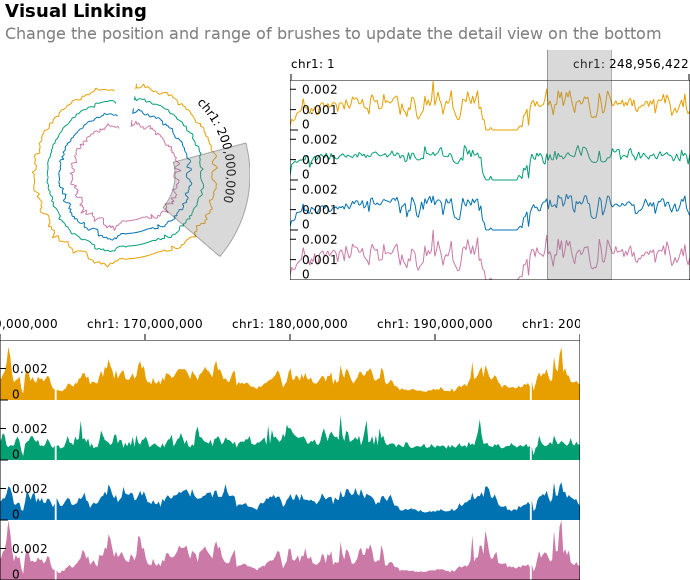 Visual Linking
Change the position and range of brushes to update the detail view on the bottom
chr1: 200,000,000
chr1: 1
chr1: 248,956,422
0.002
0.001
0
0.002
0.001
0
0.002
0.001
0
0.002
0.001
0
0,000,000
chr1: 170,000,000
chr1: 180,000,000
chr1: 190,000,000
chr1: 200
0.002
0
0.002
0
0.002
0
0.002
0